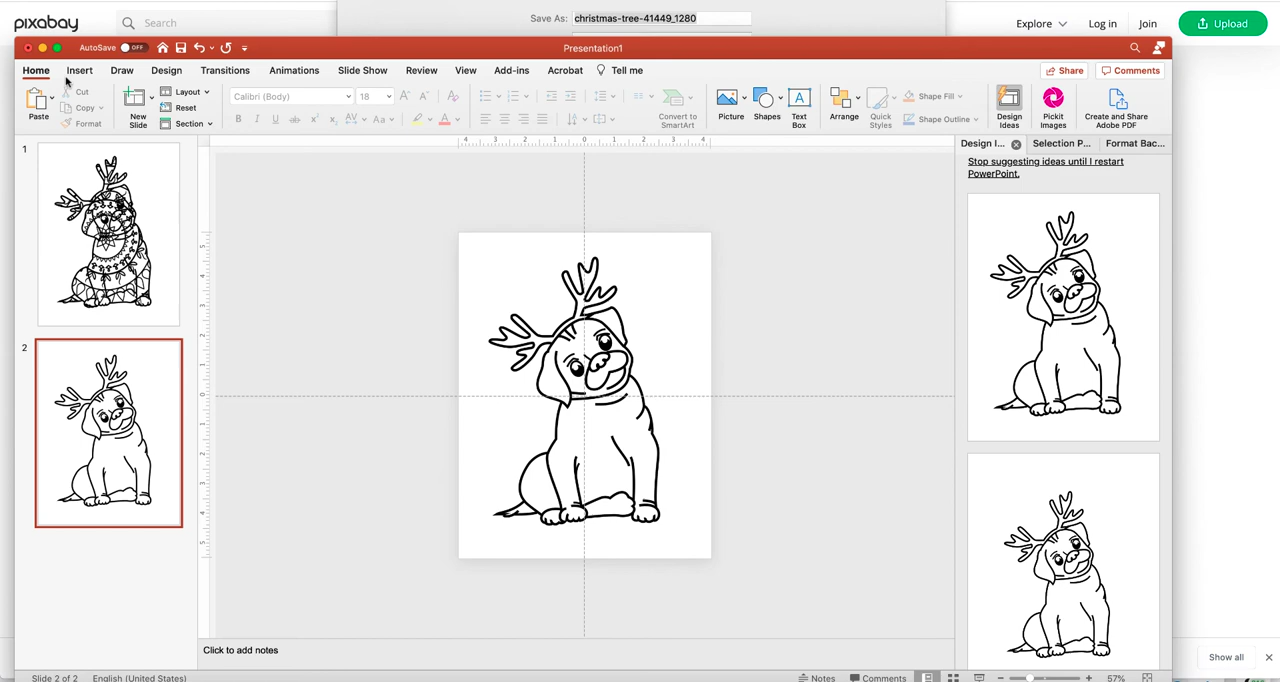 pixabay
Search
Save As: christmas-tree-41449_1280
Explore
Log in
Join
Upload
AutoSave OFF
Presentation1
Home
Insert
Draw
Design
Transitions
Animations
Slide Show
Review
View
Add-ins
Acrobat
Tell me
Share
Comments
Paste
Cut
Copy
Format
New Slide
Layout
Reset
Section
Calibri (Body)
18
Convert to SmartArt
Picture
Shapes
Text Box
Arrange
Quick Styles
Shape Fill
Shape Outline
Design Ideas
Pickit Images
Create and Share Adobe PDF
Design I...
Selection P...
Format Bac...
Stop suggesting ideas until I restart
PowerPoint.
1
2
Click to add notes
Show all
Slide 2 of 2
English (United States)
Notes
Comments
57%